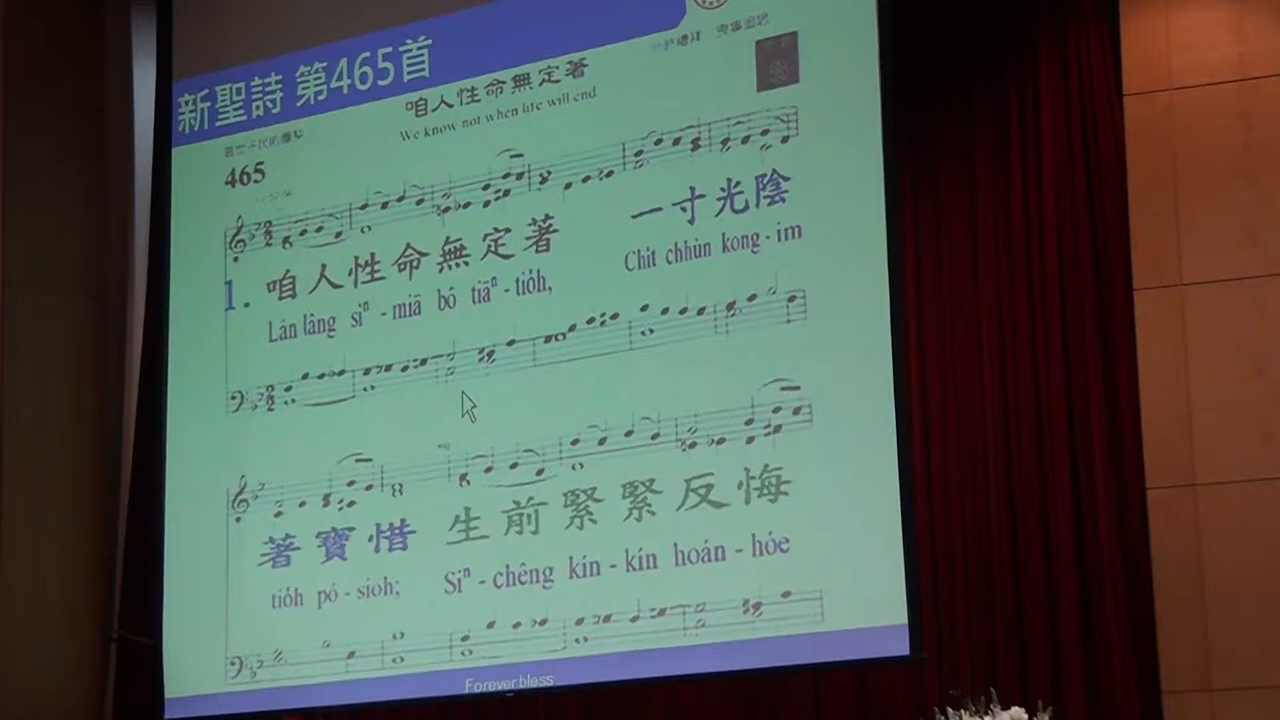 新聖詩 第465首
咱人性命無定著
We know not when life will end
465
1. 咱人性命無定著 一寸光陰
Lán lâng sìⁿ - miā bô tiāⁿ - tio̍h, Chi̍t chhùn kong - im
著寶惜 生前緊緊反悔
tio̍h pó - sioh; Siⁿ - chêng kín - kín hoán - hóe
Forever bless